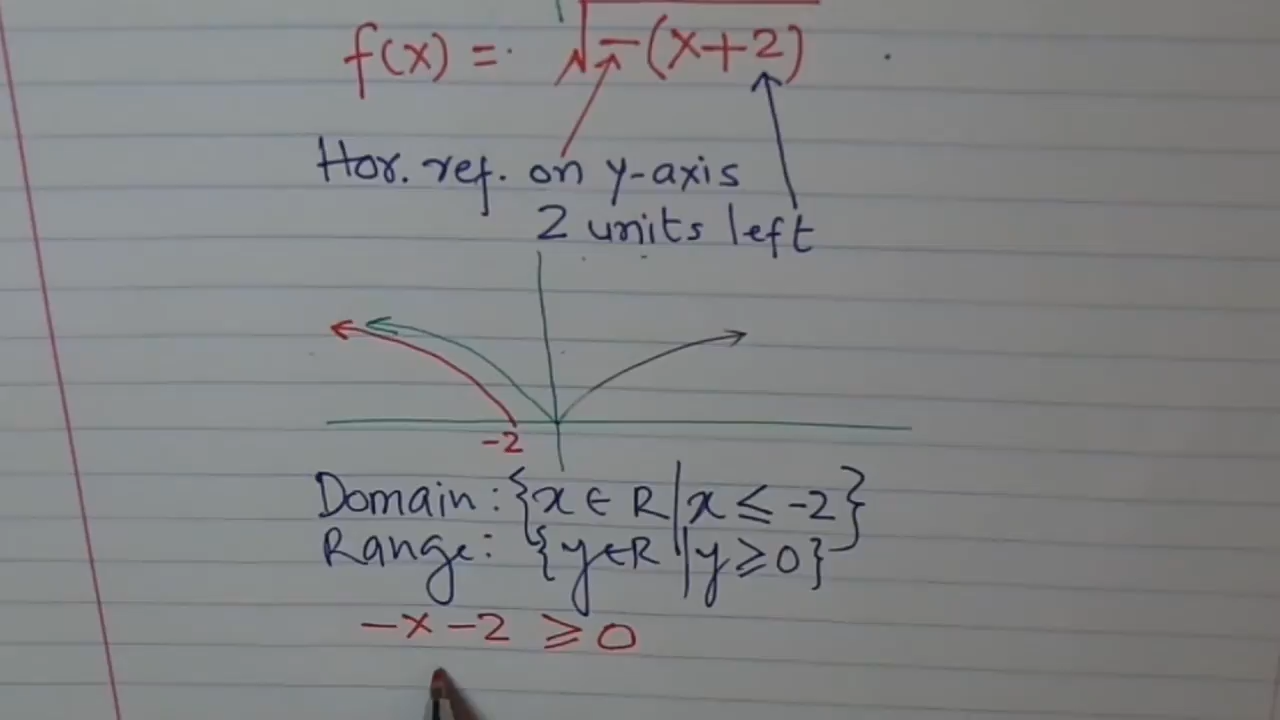 f(x) = √-(x+2)
Hor. ref. on y-axis
2 units left
-2
Domain: {x ∈ R | x ≤ -2}
Range: {y ∈ R | y ≥ 0}
-x - 2 ≥ 0